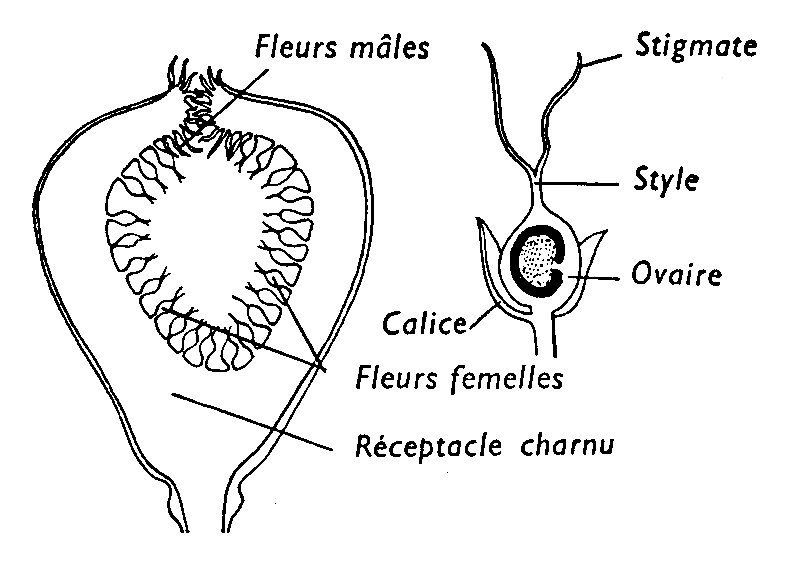 Fleurs mâles
Stigmate
Style
Ovaire
Calice
Fleurs femelles
Réceptacle charnu